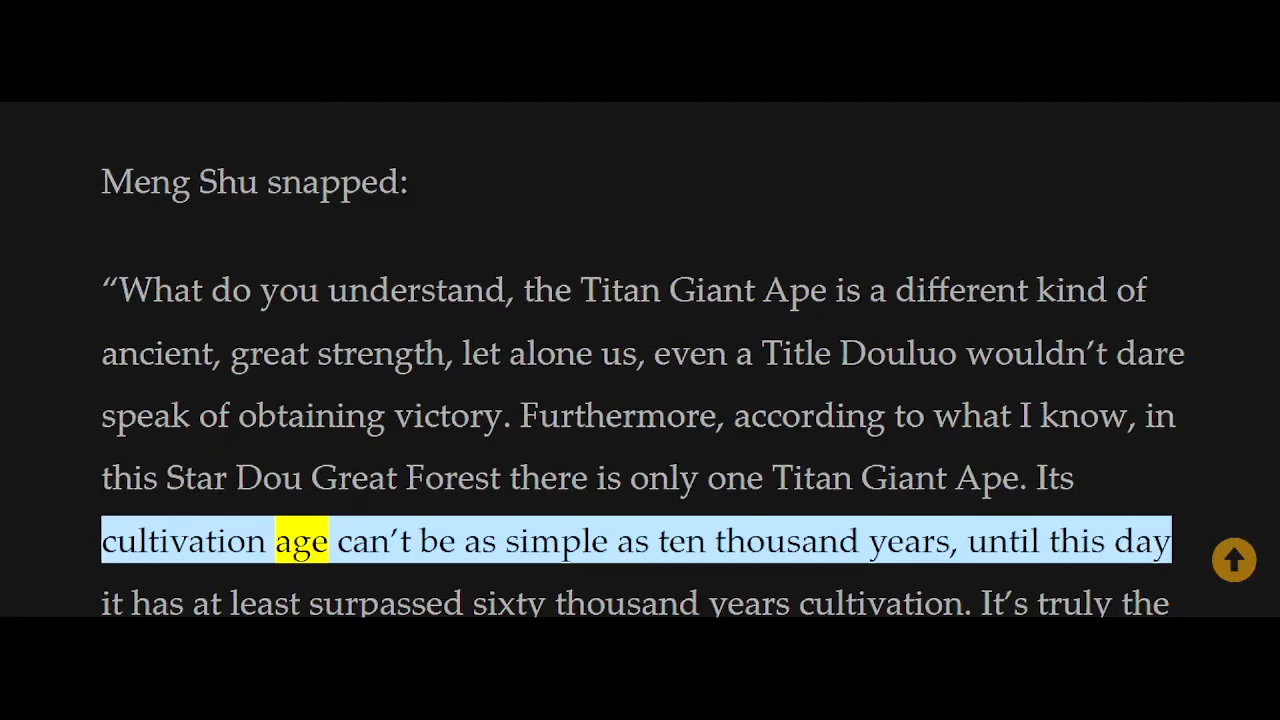 Meng Shu snapped:
“What do you understand, the Titan Giant Ape is a different kind of
ancient, great strength, let alone us, even a Title Douluo wouldn’t dare
speak of obtaining victory. Furthermore, according to what I know, in
this Star Dou Great Forest there is only one Titan Giant Ape. Its
cultivation age can’t be as simple as ten thousand years, until this day
it has at least surpassed sixty thousand years cultivation. It’s truly the